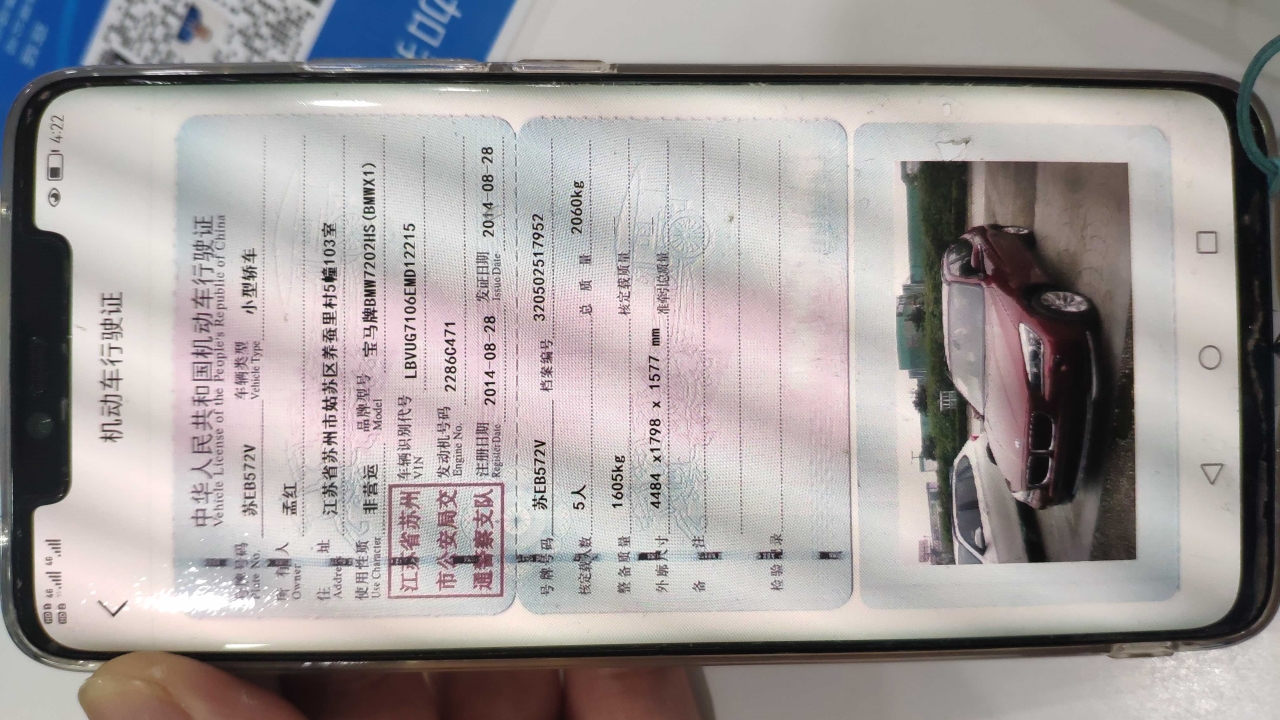 4:22
机动车行驶证
中华人民共和国机动车行驶证
Vehicle License of the People's Republic of China
号牌号码 苏EB572V 车辆类型 小型轿车
Plate No. Vehicle Type
所有人 孟红
Owner
住址 江苏省苏州市姑苏区养蚕里村5幢103室
Address
使用性质 非营运 品牌型号 宝马牌BMW7202HS(BMWX1)
Use Character Model
江苏省苏州
市公安局交
通警察支队
车辆识别代号 LBVUG7106EMD12215
VIN
发动机号码 2286C471
Engine No.
注册日期 2014-08-28 发证日期 2014-08-28
Register Date Issue Date
号牌号码 苏EB572V 档案编号 320502517952
核定载人数 5人 总质量 2060kg
整备质量 1605kg 核定载质量
外廓尺寸 4484 x1798 x 1577 mm 准牵引总质量
备注
检验记录